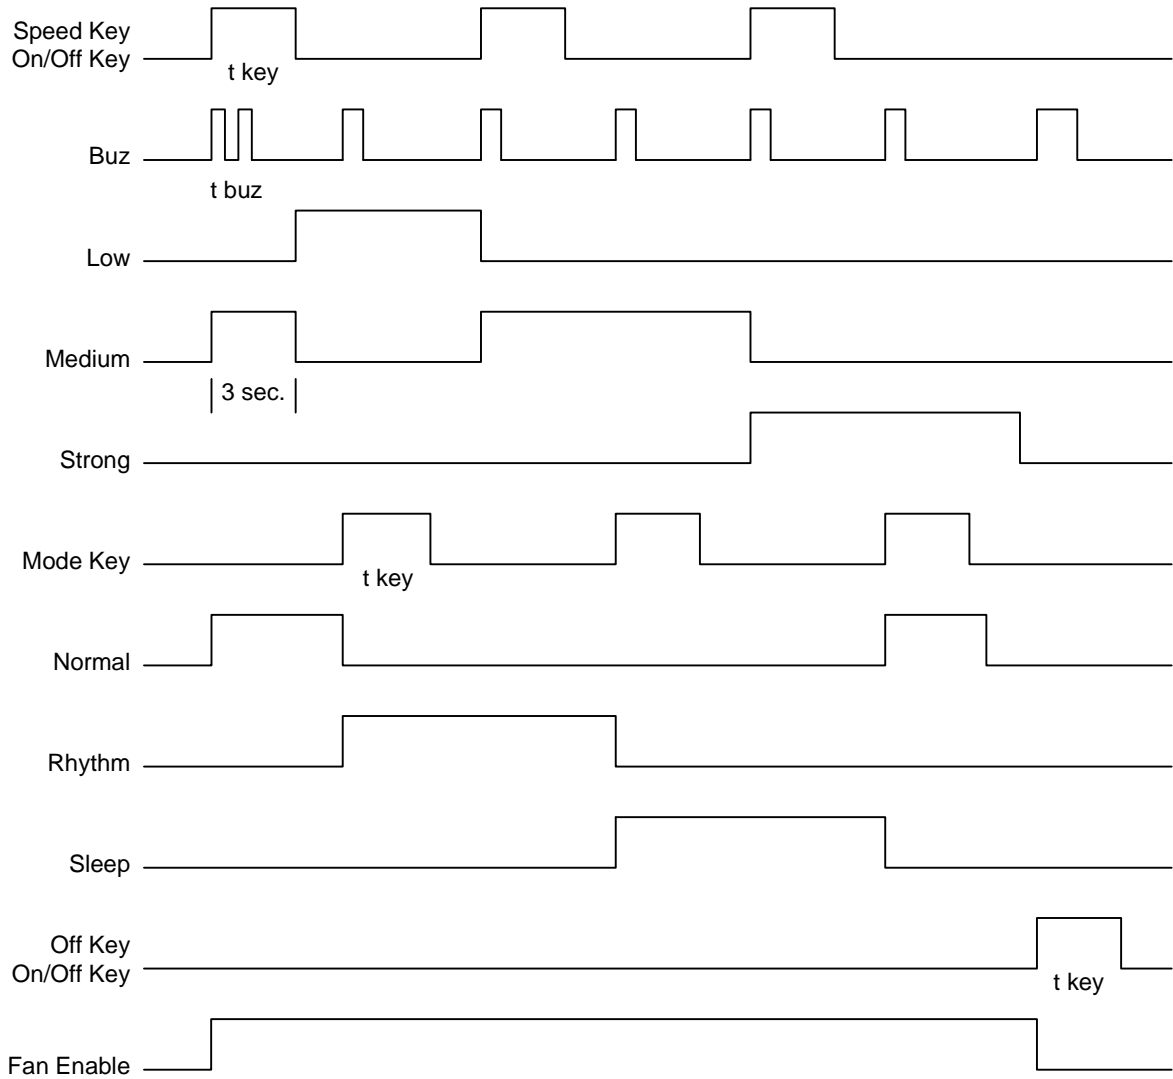 Speed Key
On/Off Key
t key
Buz
t buz
Low
Medium
3 sec.
Strong
Mode Key
t key
Normal
Rhythm
Sleep
Off Key
On/Off Key
t key
Fan Enable